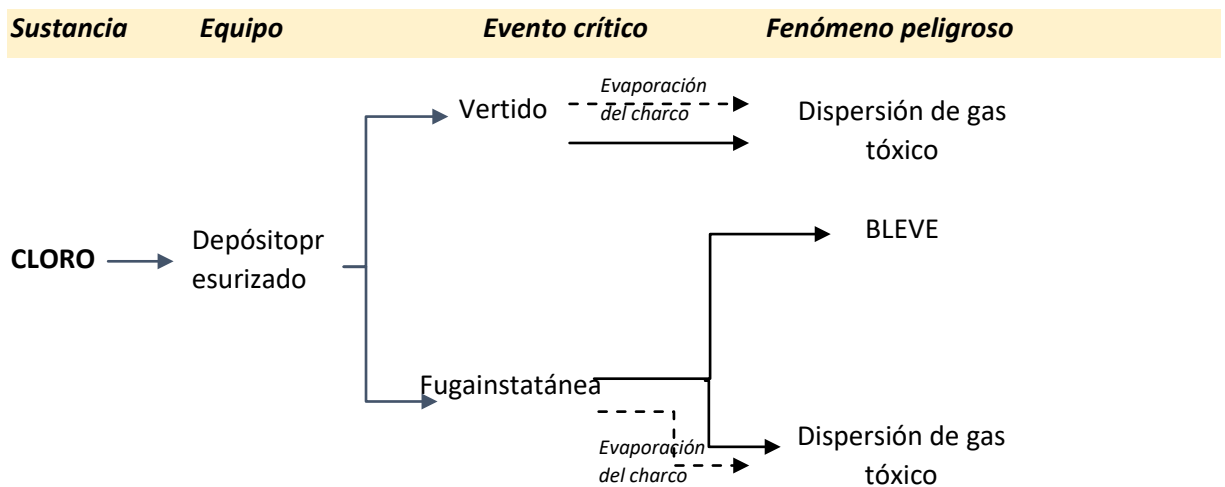 Sustancia Equipo Evento crítico Fenómeno peligroso
Evaporación
del charco
Vertido
Dispersión de gas
tóxico
BLEVE
CLORO
Depósitopr
esurizado
Fugainstatánea
Evaporación
del charco
Dispersión de gas
tóxico